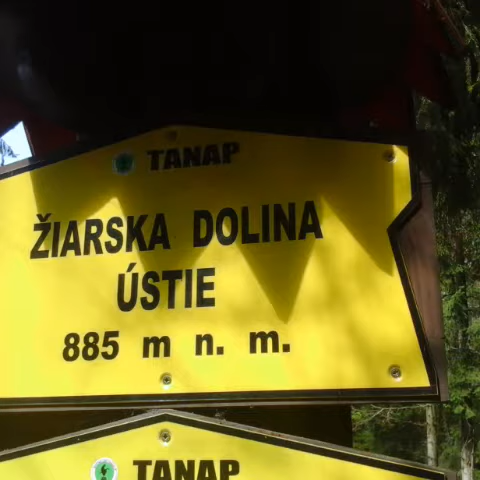 TANAP
ŽIARSKA DOLINA
ÚSTIE
885 m n. m.
TANAP